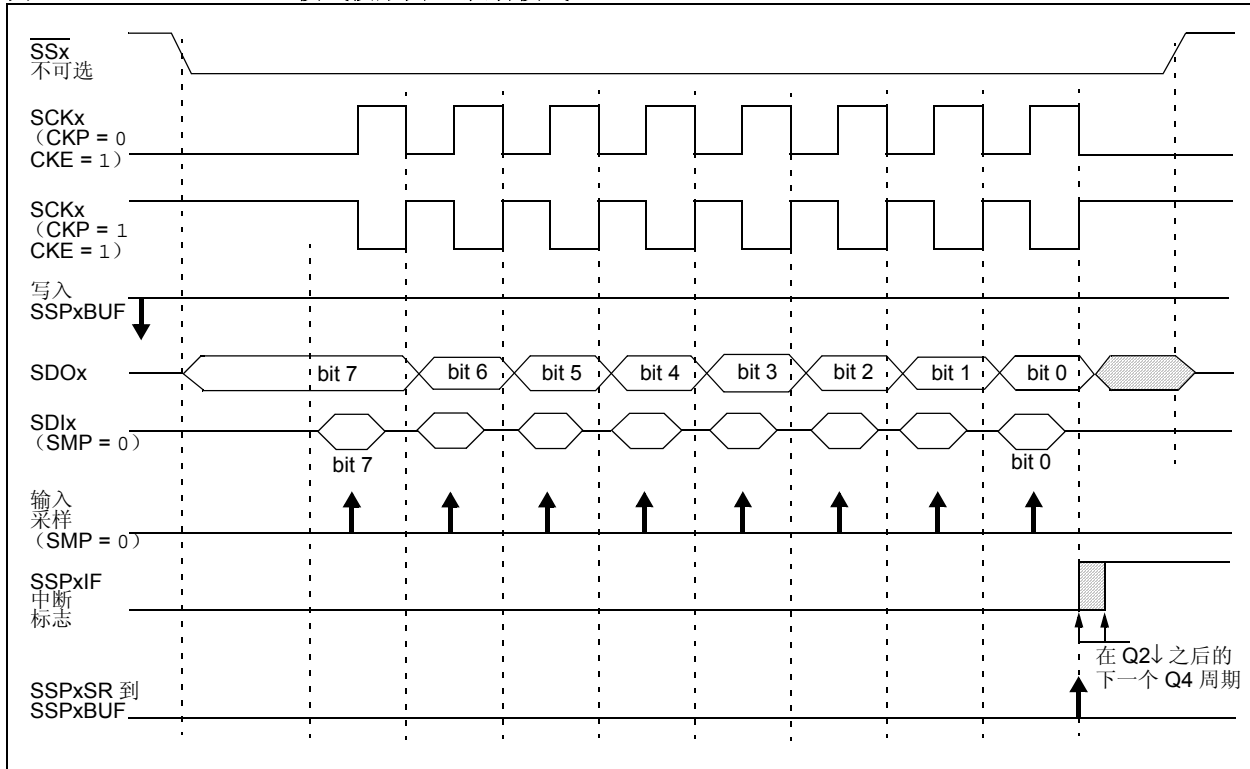 SSx
不可选
SCKx
（CKP = 0
CKE = 1）
SCKx
（CKP = 1
CKE = 1）
写入
SSPxBUF
SDOx
bit 7
bit 6
bit 5
bit 4
bit 3
bit 2
bit 1
bit 0
SDIx
（SMP = 0）
bit 7
bit 0
输入
采样
（SMP = 0）
SSPxIF
中断
标志
在 Q2↓ 之后的
下一个 Q4 周期
SSPxSR 到
SSPxBUF